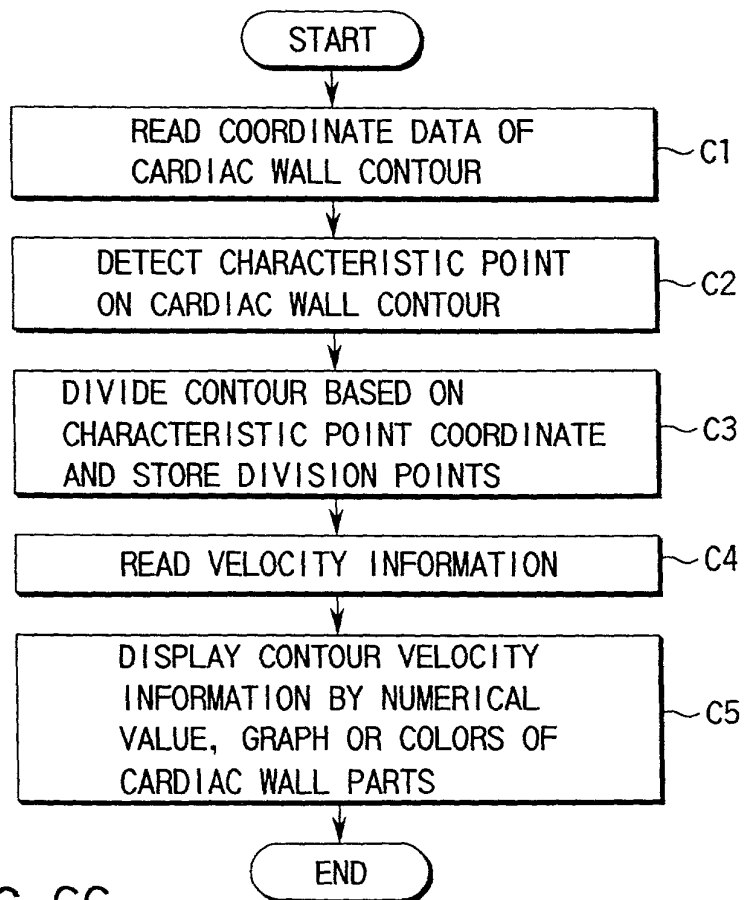 START
READ COORDINATE DATA OF
CARDIAC WALL CONTOUR
C1
DETECT CHARACTERISTIC POINT
ON CARDIAC WALL CONTOUR
C2
DIVIDE CONTOUR BASED ON
CHARACTERISTIC POINT COORDINATE
AND STORE DIVISION POINTS
C3
READ VELOCITY INFORMATION
C4
DISPLAY CONTOUR VELOCITY
INFORMATION BY NUMERICAL
VALUE, GRAPH OR COLORS OF
CARDIAC WALL PARTS
C5
END